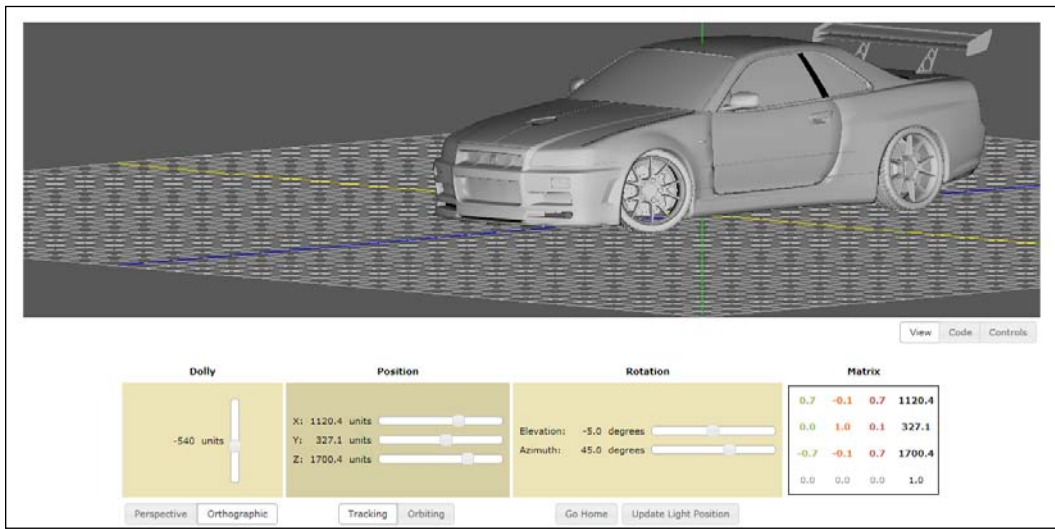 View Code Controls
Dolly Position Rotation Matrix
-540 units
X: 1120.4 units
Y: 327.1 units
Z: 1700.4 units
Elevation: -5.0 degrees
Azimuth: 45.0 degrees
0.7 -0.1 0.7 1120.4
0.0 1.0 0.1 327.1
-0.7 -0.1 0.7 1700.4
0.0 0.0 0.0 1.0
Perspective Orthographic Tracking Orbiting Go Home Update Light Position